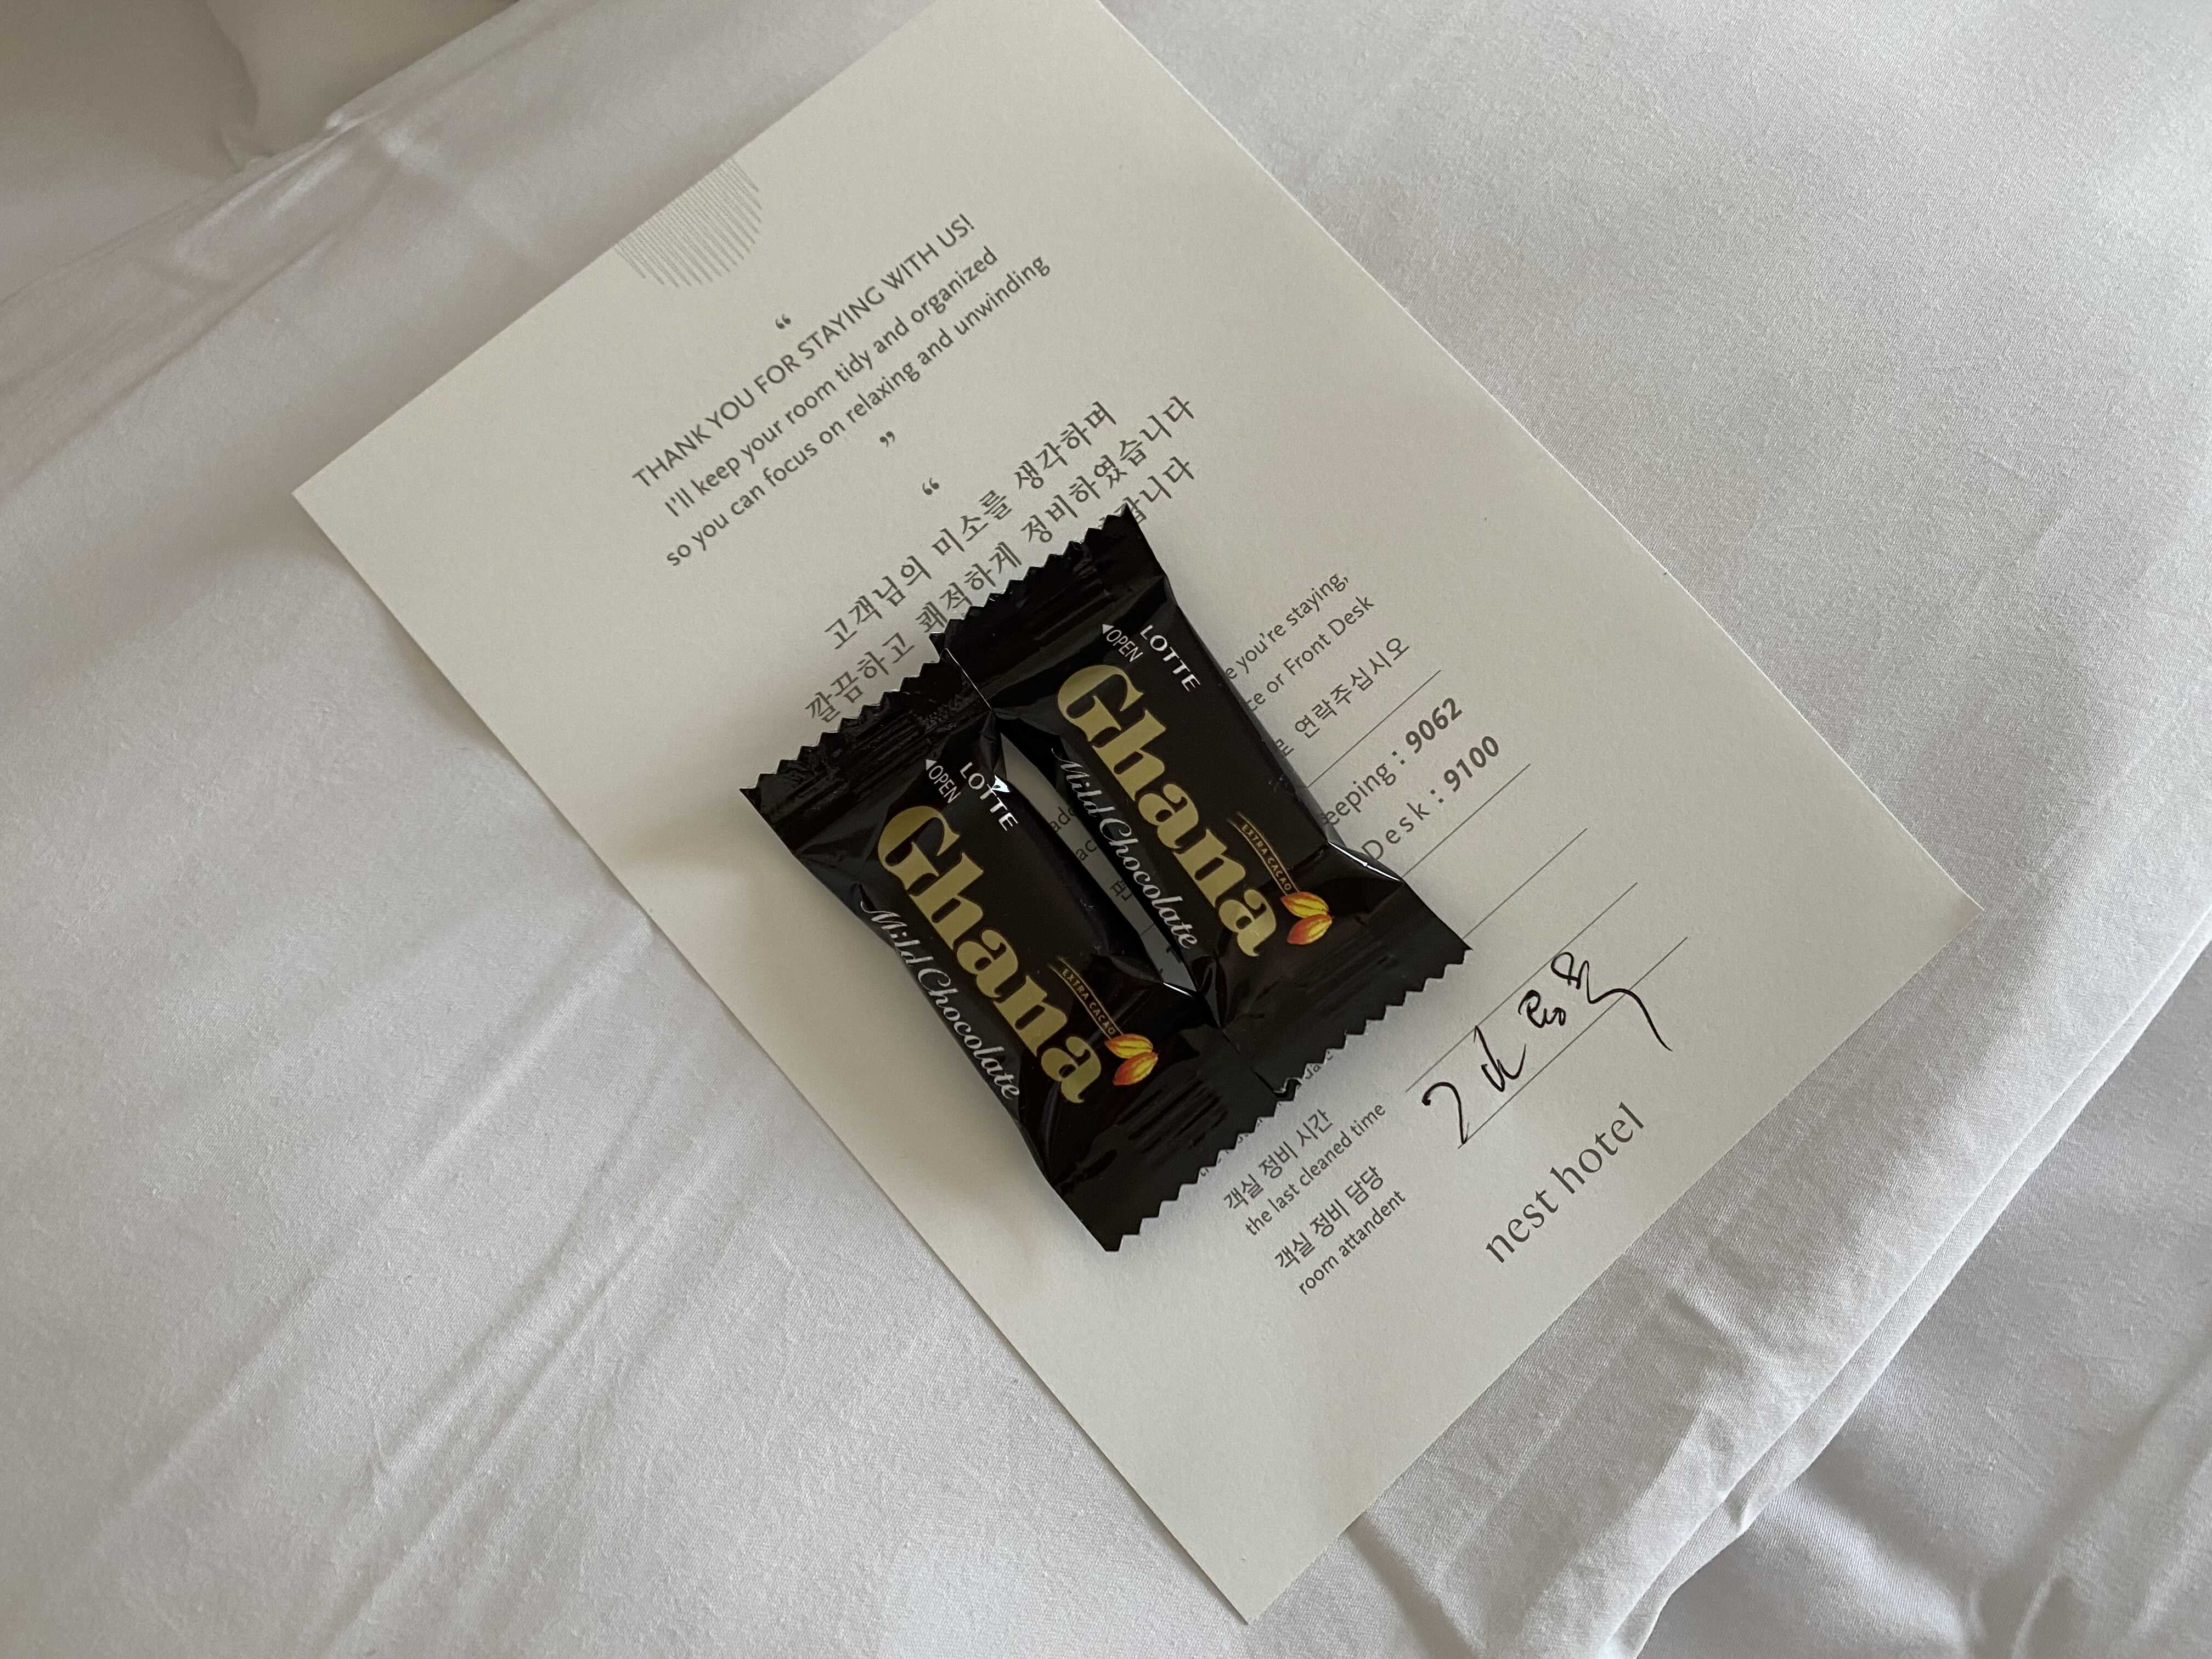 “
THANK YOU FOR STAYING WITH US!
I'll keep your room tidy and organized
so you can focus on relaxing and unwinding
”
“
고객님의 미소를 생각하며
깔끔하고 쾌적하게 정비하였습니다
you're staying,
or Front Desk
연락주십시오
: 9062
Desk : 9100
객실 정비 시간
the last cleaned time
객실 정비 담당
room attandent
nest hotel
OPEN
LOTTE
Ghana
Mild Chocolate
EXTRA CACAO
OPEN
LOTTE
Ghana
Mild Chocolate
EXTRA CACAO